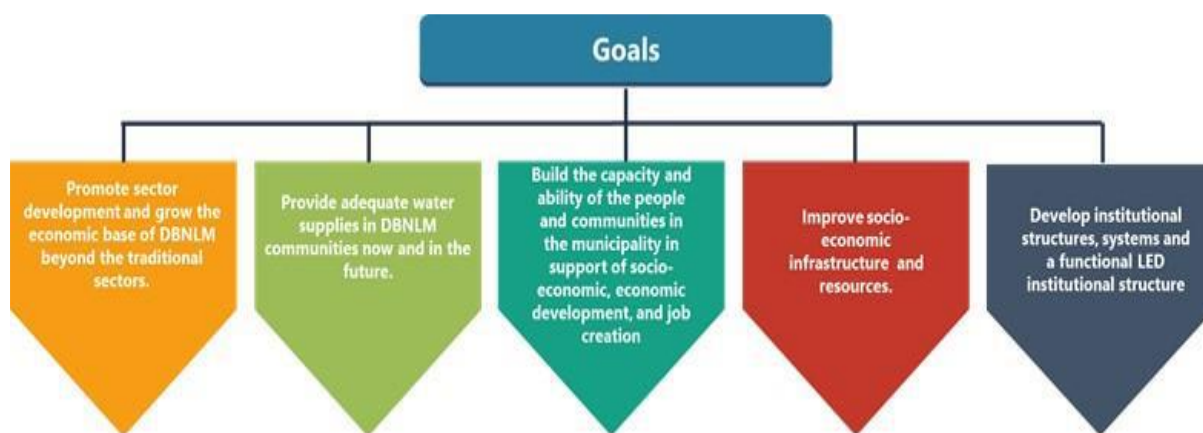 Goals
Promote sector
development and grow the
economic base of DBNLM
beyond the traditional
sectors.
Provide adequate water
supplies in DBNLM
communities now and in the
future.
Build the capacity and
ability of the people
and communities in
the municipality in
support of socio-
economic, economic
development, and job
creation
Improve socio-
economic
infrastructure and
resources.
Develop institutional
structures, systems and
a functional LED
institutional structure